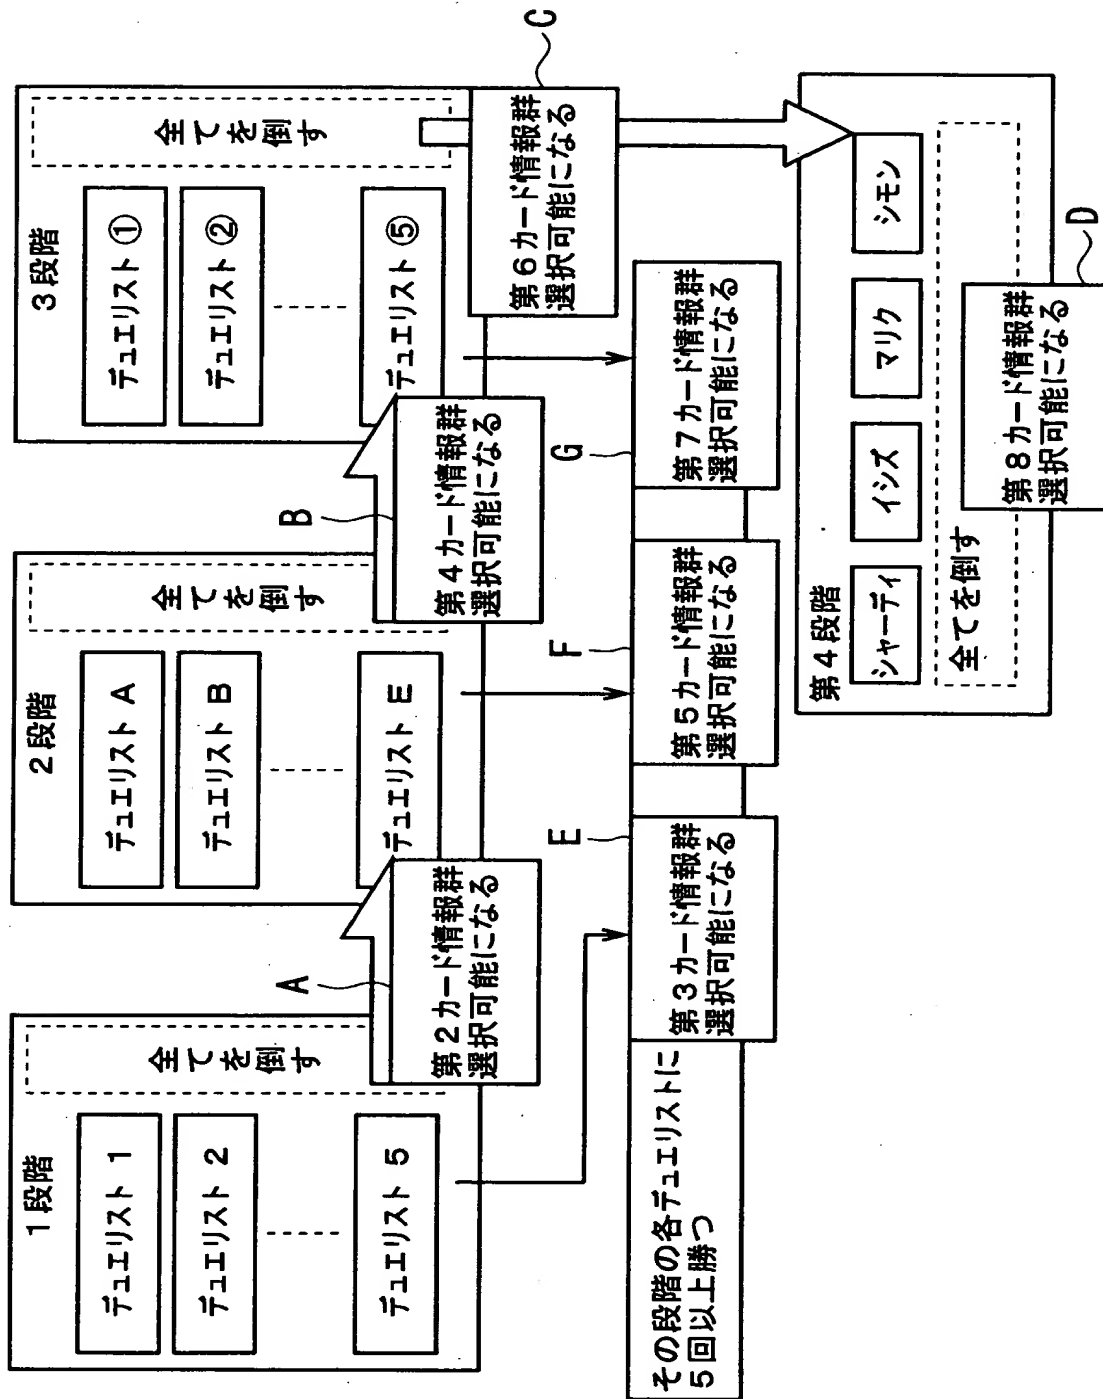 1段階
デュエリスト 1
デュエリスト 2
デュエリスト 5
全てを倒す
A
第2カード情報群
選択可能になる
2段階
デュエリスト A
デュエリスト B
デュエリスト E
全てを倒す
B
第4カード情報群
選択可能になる
3段階
デュエリスト ①
デュエリスト ②
デュエリスト ⑤
全てを倒す
C
第6カード情報群
選択可能になる
その段階の各デュエリストに
5回以上勝つ
E
第3カード情報群
選択可能になる
F
第5カード情報群
選択可能になる
G
第7カード情報群
選択可能になる
第4段階
シャーディ
イシズ
マリク
シモン
全てを倒す
第8カード情報群
選択可能になる
D